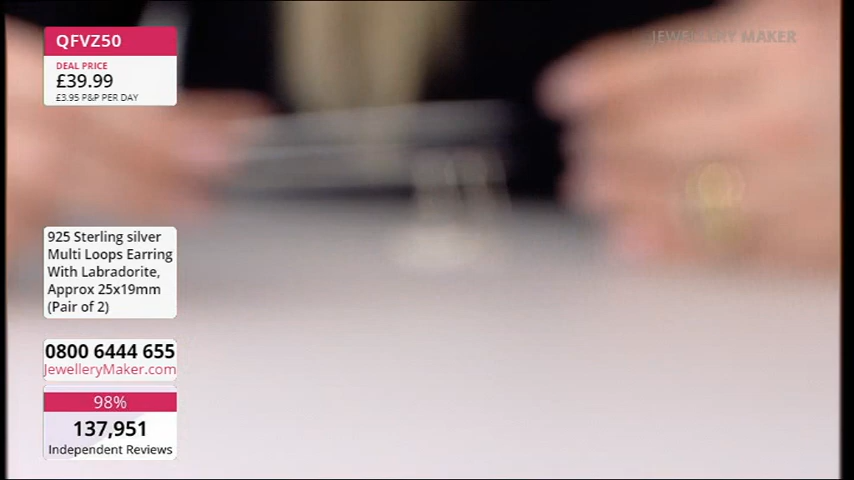 QFVZ50
DEAL PRICE
£39.99
£3.95 P&P PER DAY
JEWELLERY MAKER
925 Sterling silver
Multi Loops Earring
With Labradorite,
Approx 25x19mm
(Pair of 2)
0800 6444 655
JewelleryMaker.com
98%
137,951
Independent Reviews